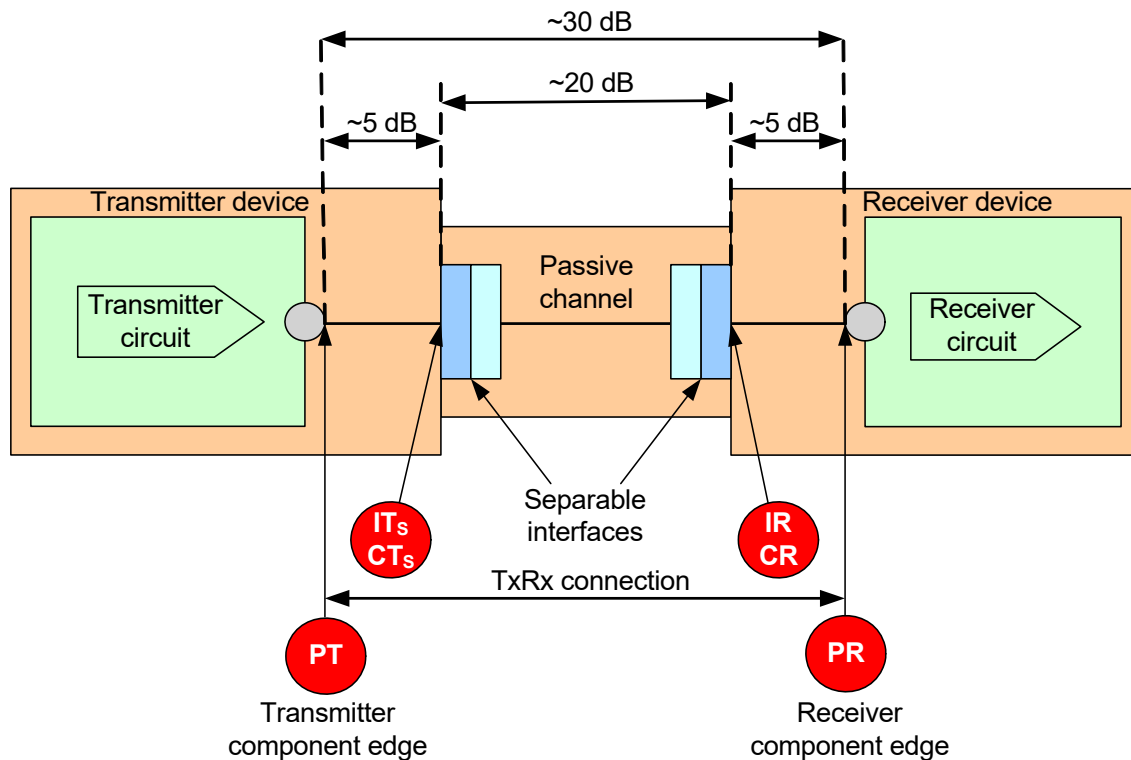 ~30 dB
~20 dB
~5 dB
~5 dB
Transmitter device
Receiver device
Transmitter
circuit
Passive
channel
Receiver
circuit
Separable
interfaces
ITS
CTS
IR
CR
TxRx connection
PT
PR
Transmitter
component edge
Receiver
component edge